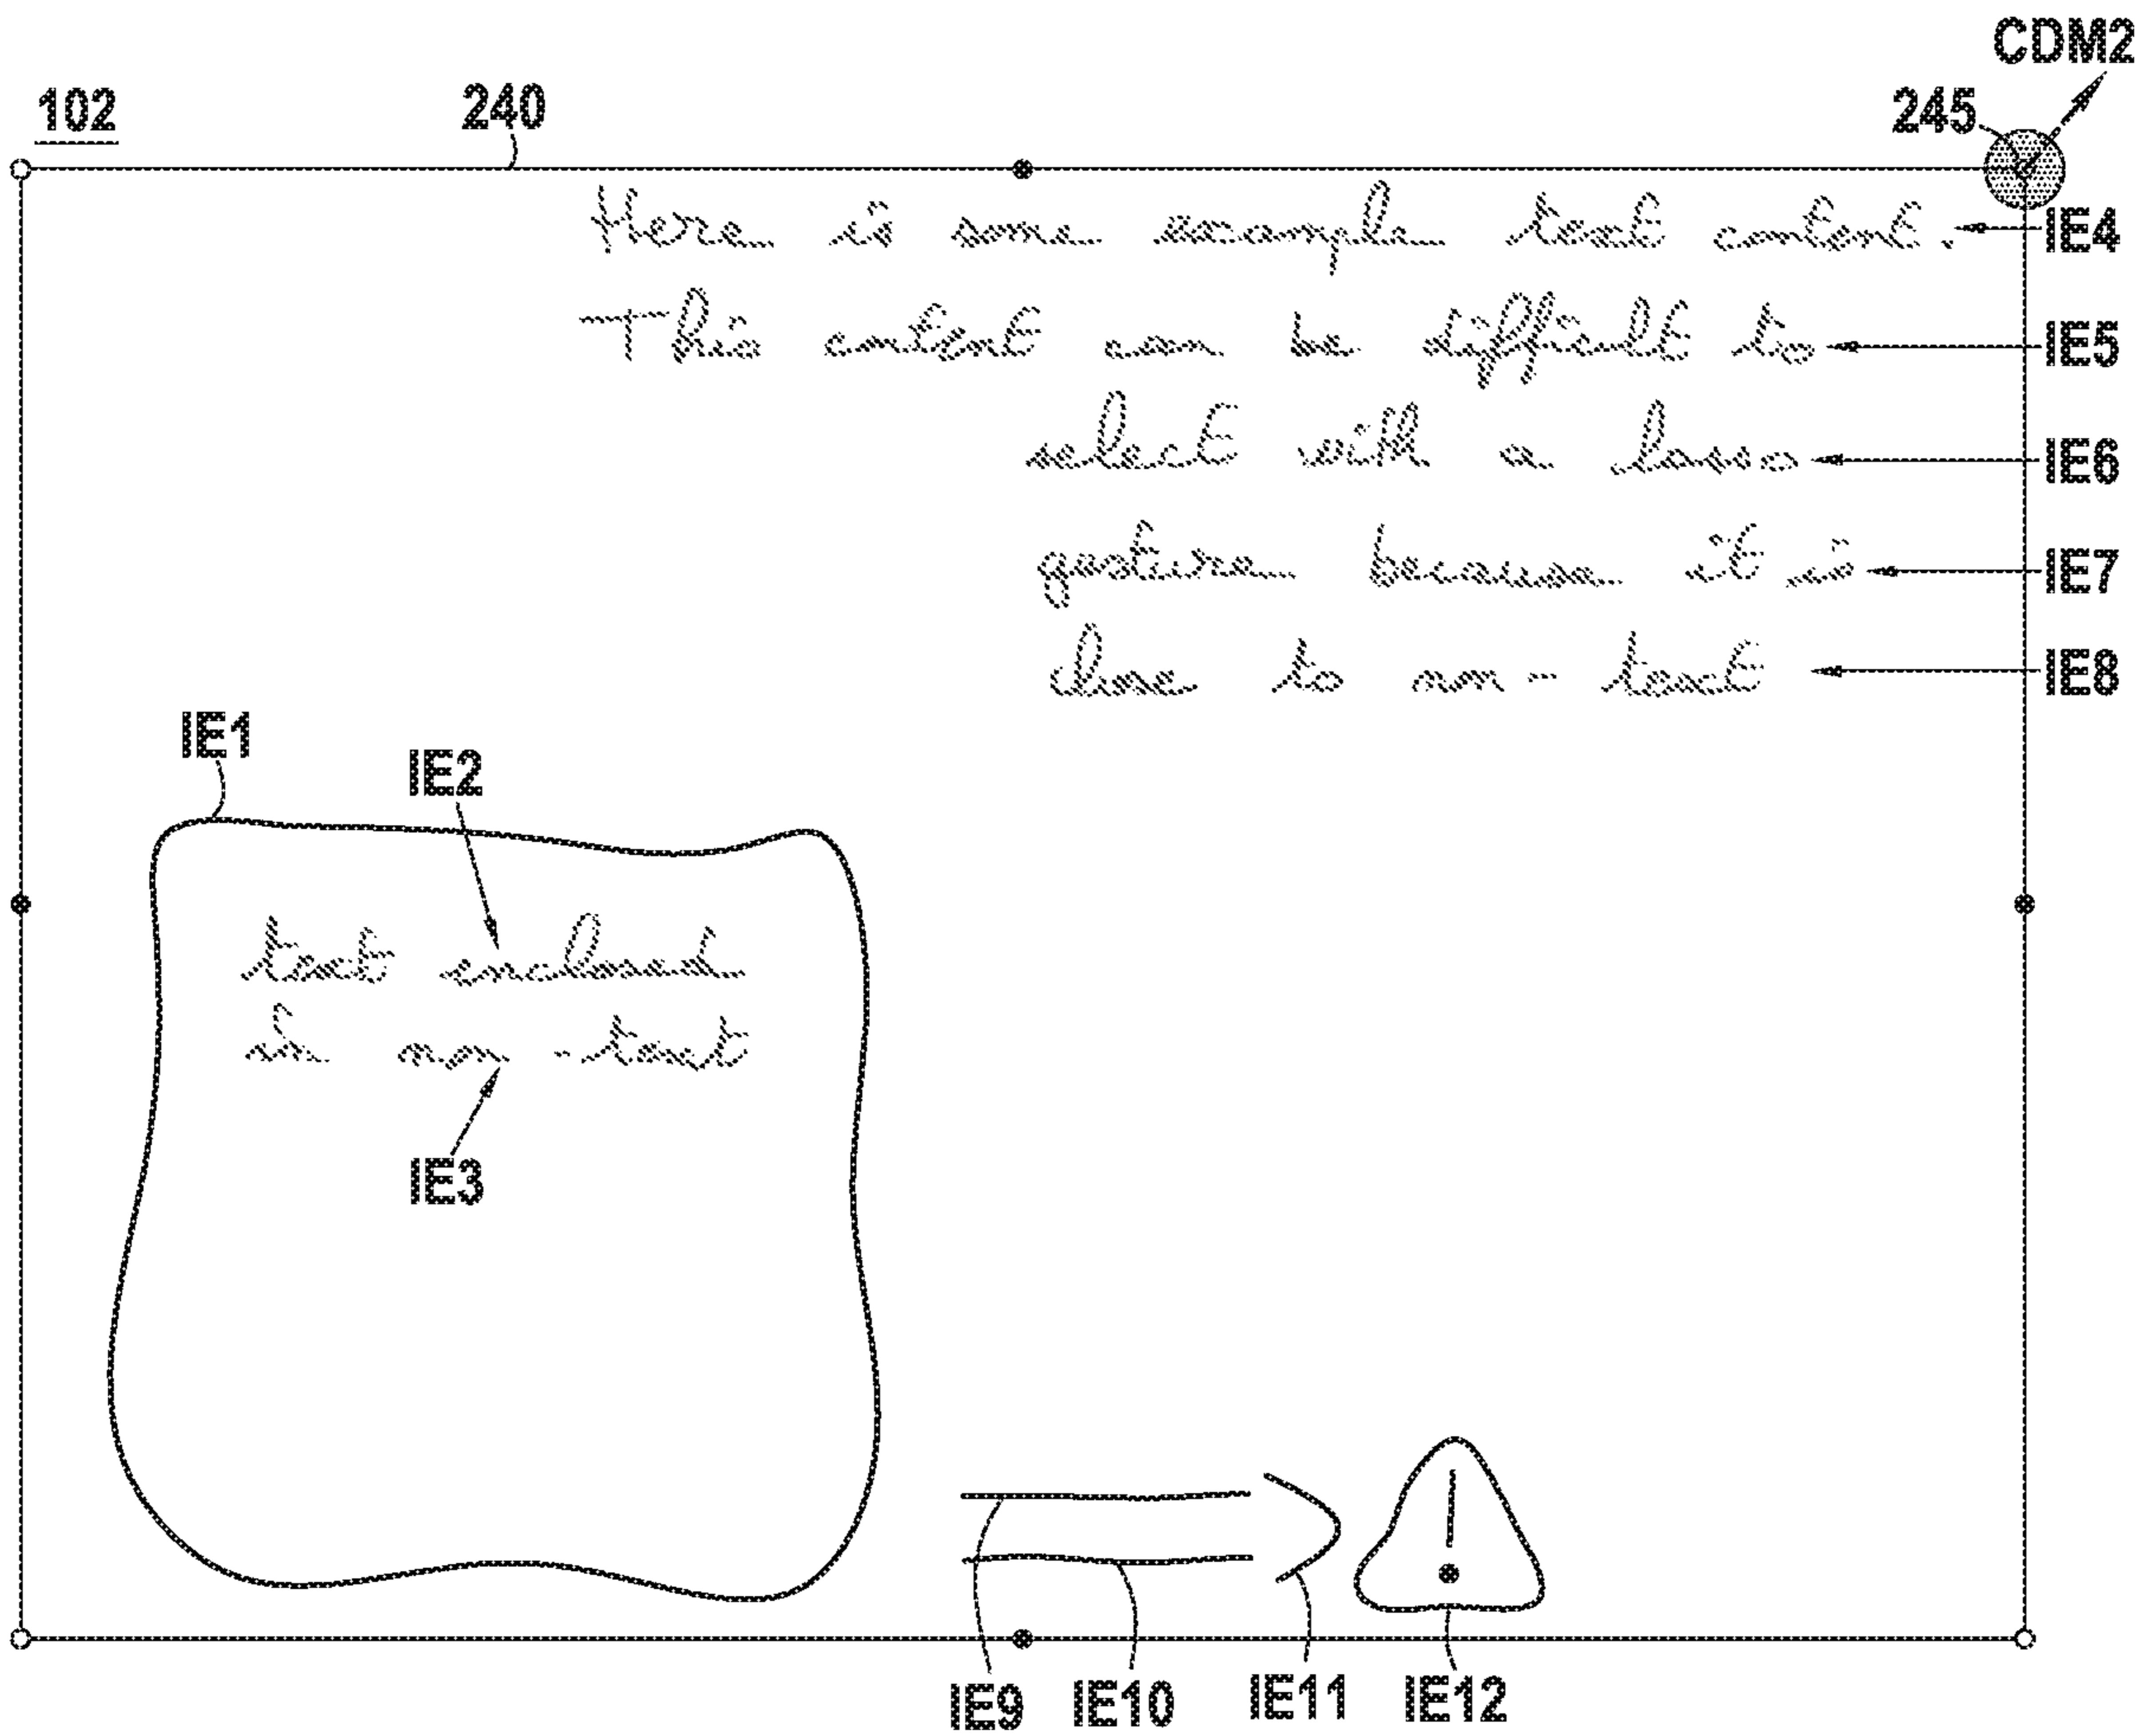 CDM2
102
240
245
Here is some example text content.
IE4
This content can be difficult to
IE5
select with a lasso
IE6
gesture because it is
IE7
close to non-text
IE8
IE1
IE2
text enclosed
in non-text
IE3
!
IE9
IE10
IE11
IE12